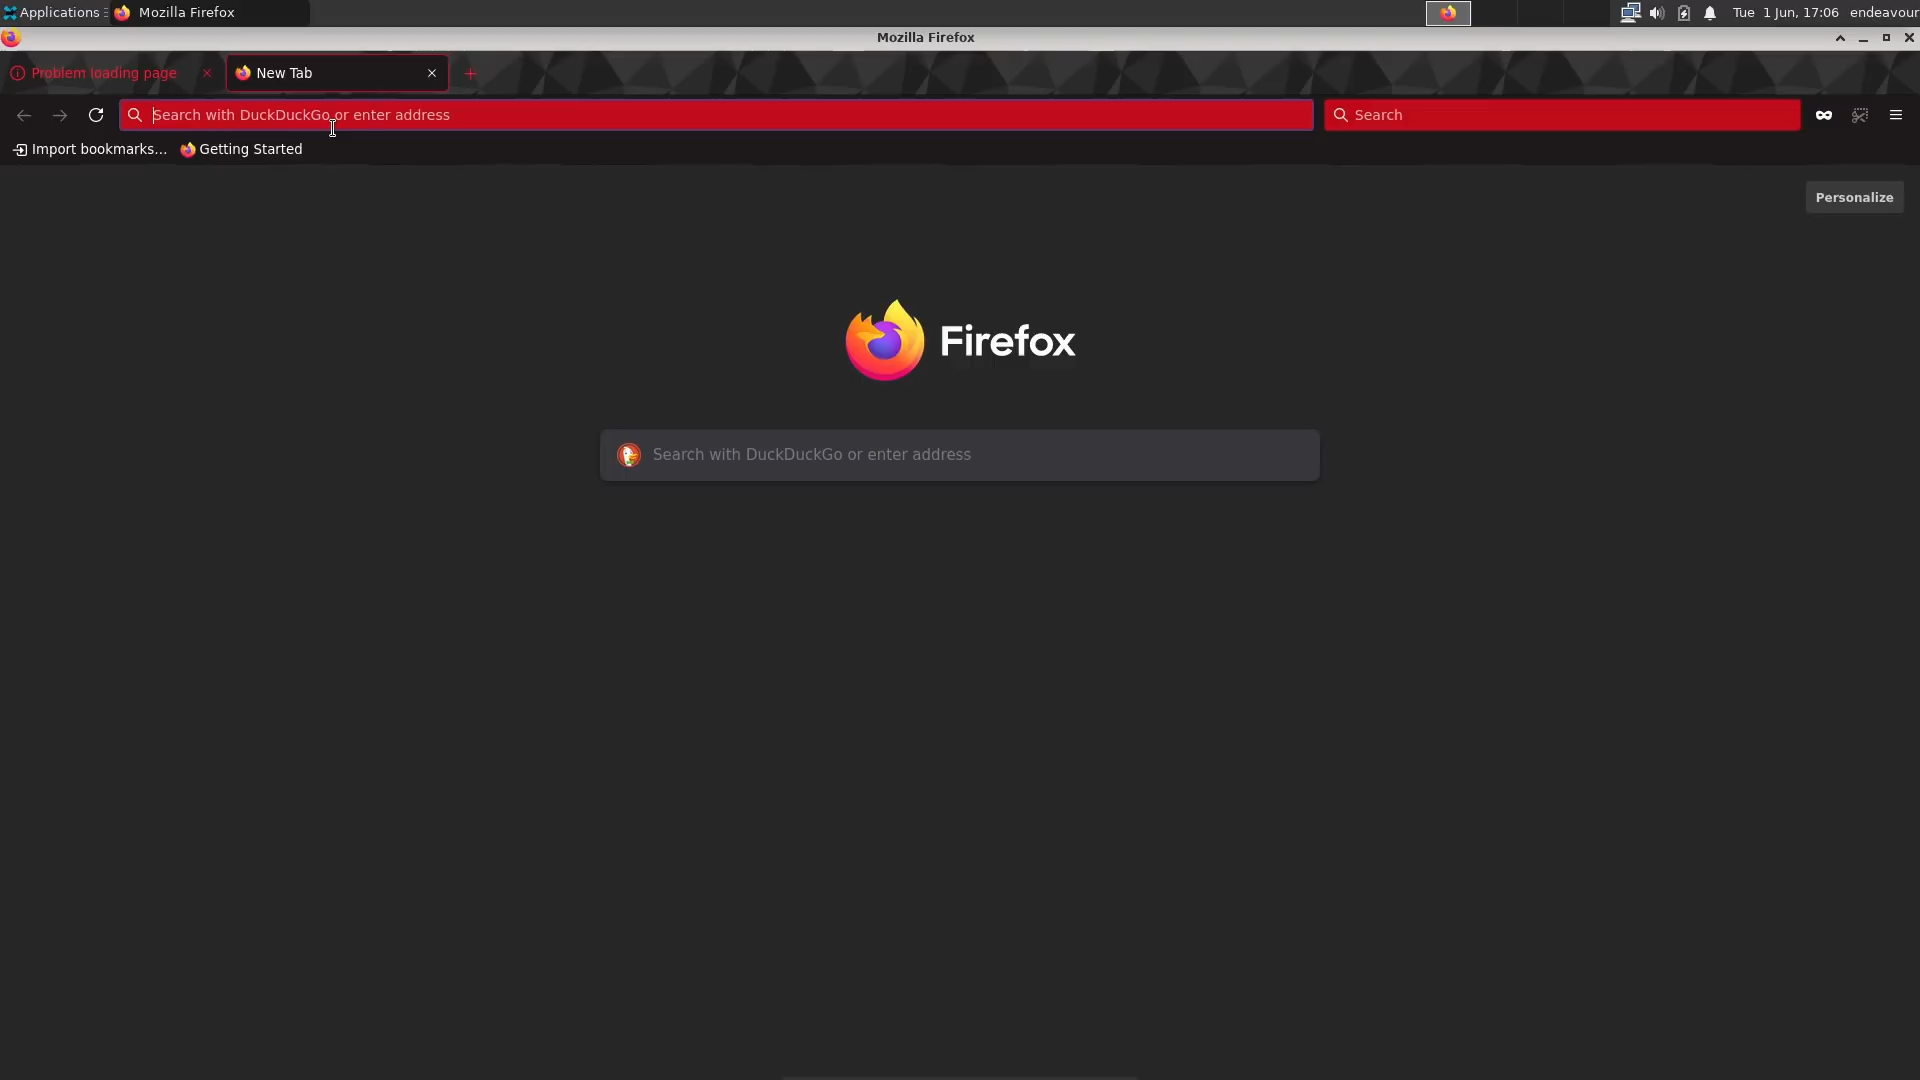 Applications
Mozilla Firefox
Tue 1 Jun, 17:06
endeavour
Mozilla Firefox
Problem loading page
New Tab
Search with DuckDuckGo or enter address
Search
Import bookmarks...
Getting Started
Personalize
Firefox
Search with DuckDuckGo or enter address